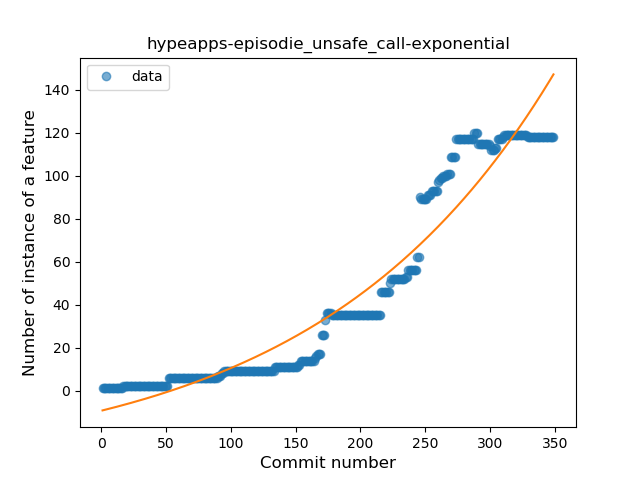 hypeapps-episodie_unsafe_call-exponential
data
Number of instance of a feature
140
120
100
80
60
40
20
0
0 50 100 150 200 250 300 350
Commit number